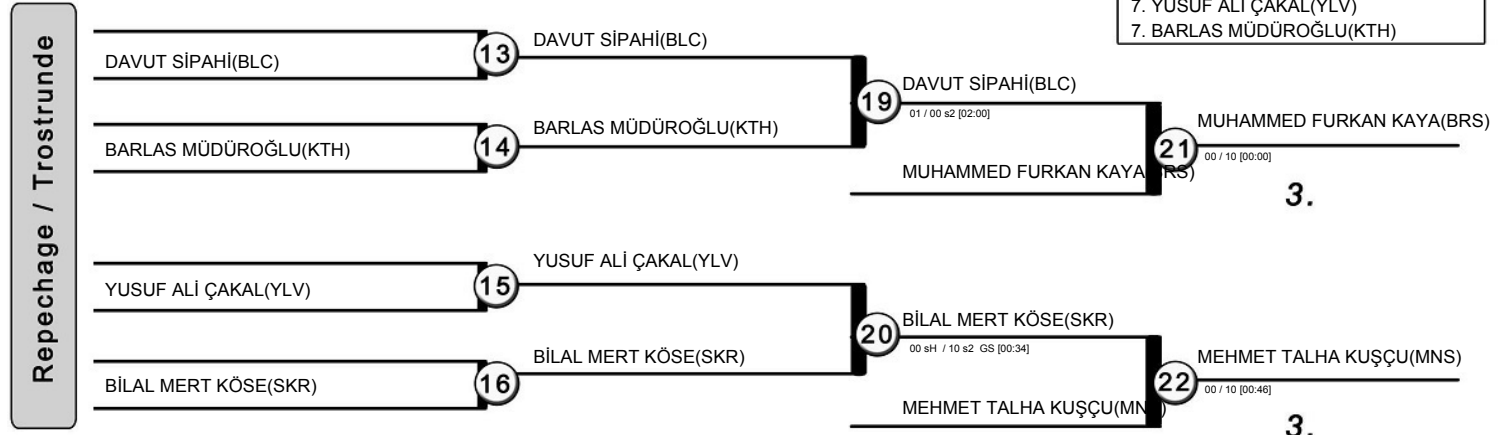 7. YUSUF ALİ ÇAKAL(YLV)
7. BARLAS MÜDÜROĞLU(KTH)
Repechage / Trostrunde
DAVUT SİPAHİ(BLC)
13
DAVUT SİPAHİ(BLC)
BARLAS MÜDÜROĞLU(KTH)
14
BARLAS MÜDÜROĞLU(KTH)
19
DAVUT SİPAHİ(BLC)
01 / 00 s2 [02:00]
MUHAMMED FURKAN KAYA(BRS)
21
MUHAMMED FURKAN KAYA(BRS)
00 / 10 [00:00]
3.
YUSUF ALİ ÇAKAL(YLV)
15
YUSUF ALİ ÇAKAL(YLV)
BİLAL MERT KÖSE(SKR)
16
BİLAL MERT KÖSE(SKR)
20
BİLAL MERT KÖSE(SKR)
00 sH / 10 s2 GS [00:34]
MEHMET TALHA KUŞÇU(MNS)
22
MEHMET TALHA KUŞÇU(MNS)
00 / 10 [00:46]
3.